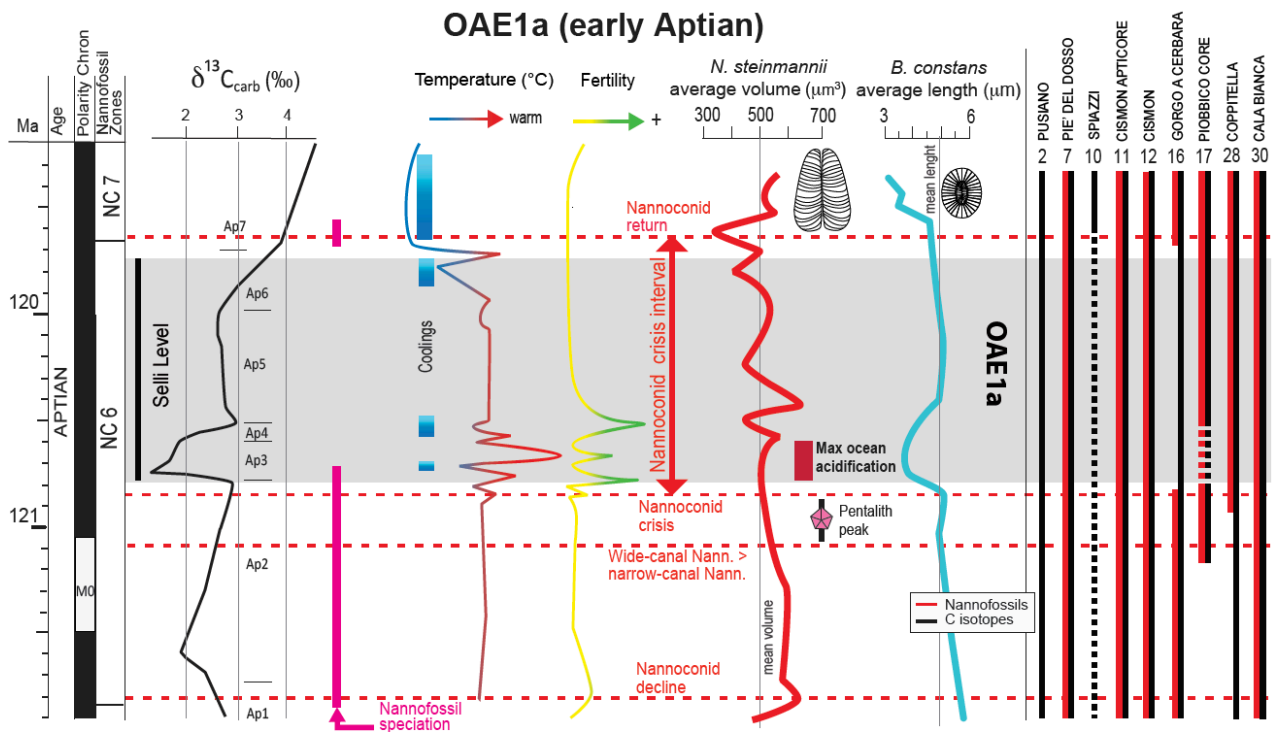 OAE1a (early Aptian)
Ma
Age
Polarity Chron
Nannofossil
Zones
δ¹³Ccarb (‰)
2 3 4
Temperature (°C)
warm
Fertility
+
N. steinmannii
average volume (μm³)
300 500 700
B. constans
average length (μm)
3 6
PUSIANO
PIE' DEL DOSSO
SPIAZZI
CISMON APTICORE
CISMON
GORGO A CERBARA
PIOBBICO CORE
COPPITELLA
CALA BIANCA
2 7 10 11 12 16 17 28 30
120
121
APTIAN
M0
NC 7
NC 6
Selli Level
Ap7
Ap6
Ap5
Ap4
Ap3
Ap2
Ap1
Nannofossil
speciation
Coolings
Nannoconid
return
Nannoconid crisis interval
Nannoconid
crisis
Wide-canal Nann. >
narrow-canal Nann.
Nannoconid
decline
mean volume
Max ocean
acidification
Pentalith
peak
mean lenght
OAE1a
Nannofossils
C isotopes